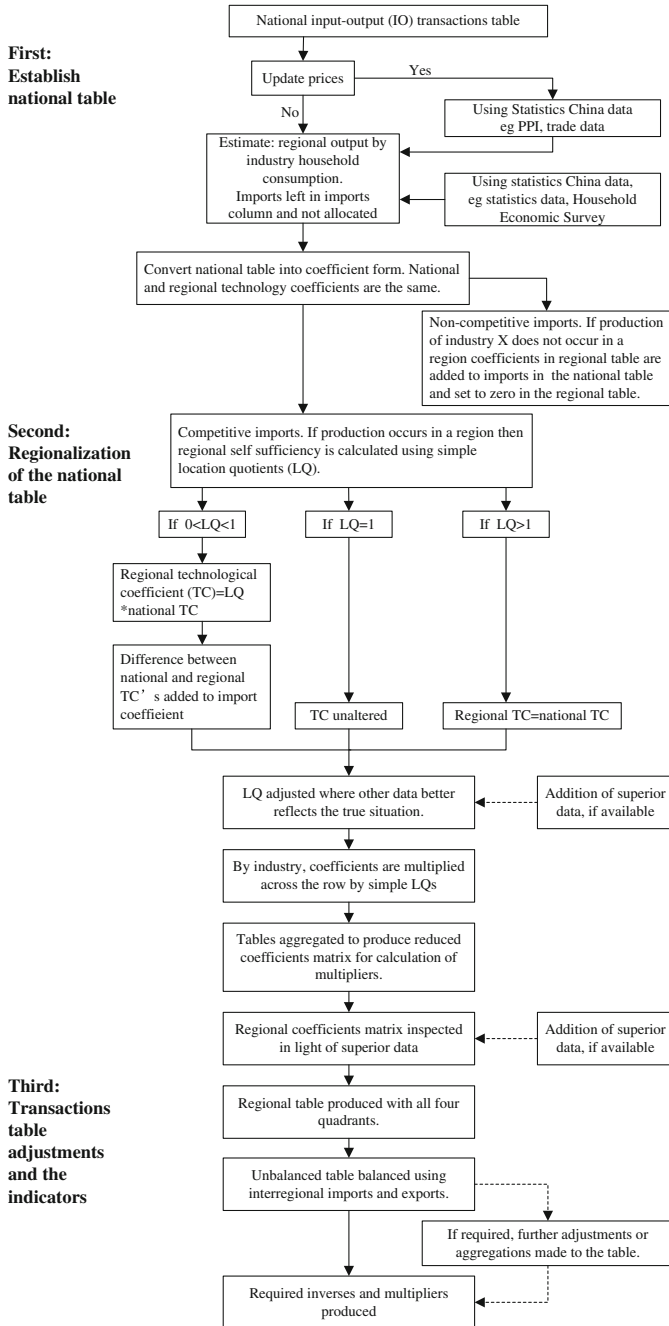 National input-output (IO) transactions table
First:
Establish
national table
Update prices
Yes
No
Using Statistics China data
eg PPI, trade data
Estimate: regional output by
industry household
consumption.
Imports left in imports
column and not allocated
Using statistics China data,
eg statistics data, Household
Economic Survey
Convert national table into coefficient form. National
and regional technology coefficients are the same.
Non-competitive imports. If production
of industry X does not occur in a
region coefficients in regional table are
added to imports in the national table
and set to zero in the regional table.
Second:
Regionalization
of the national
table
Competitive imports. If production occurs in a region then
regional self sufficiency is calculated using simple
location quotients (LQ).
If 0<LQ<1
If LQ=1
If LQ>1
Regional technological
coefficient (TC)=LQ
*national TC
Difference between
national and regional
TC's added to import
coeffieient
TC unaltered
Regional TC=national TC
LQ adjusted where other data better
reflects the true situation.
Addition of superior
data, if available
By industry, coefficients are multiplied
across the row by simple LQs
Tables aggregated to produce reduced
coefficients matrix for calculation of
multipliers.
Regional coefficients matrix inspected
in light of superior data
Addition of superior
data, if available
Third:
Transactions
table
adjustments
and the
indicators
Regional table produced with all four
quadrants.
Unbalanced table balanced using
interregional imports and exports.
If required, further adjustments or
aggregations made to the table.
Required inverses and multipliers
produced